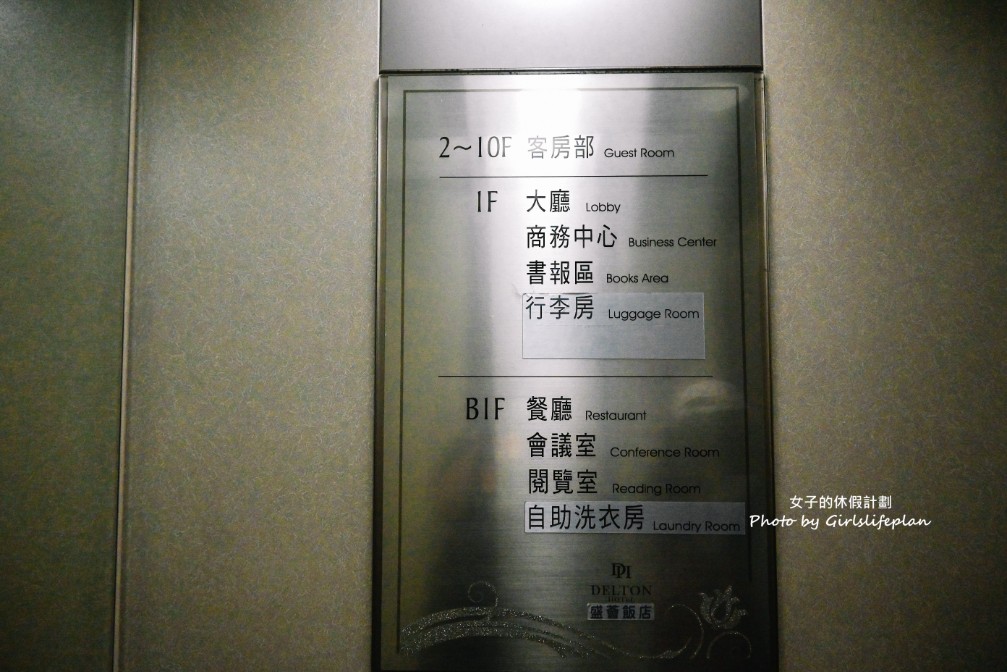 2~10F 客房部 Guest Room
1F 大廳 Lobby
商務中心 Business Center
書報區 Books Area
行李房 Luggage Room
B1F 餐廳 Restaurant
會議室 Conference Room
閱覽室 Reading Room
自助洗衣房 Laundry Room
女子的休假計劃
Photo by Girlslifeplan
DELTON
HOTEL
盛薈飯店